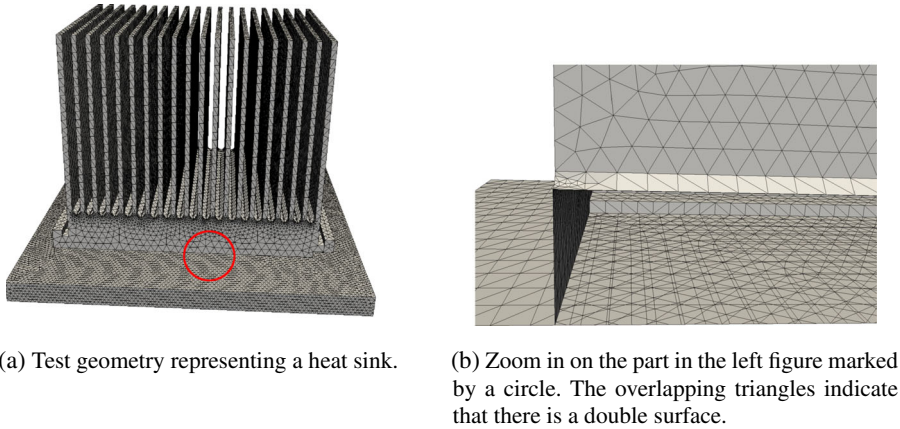 (a) Test geometry representing a heat sink.
(b) Zoom in on the part in the left figure marked
by a circle. The overlapping triangles indicate
that there is a double surface.